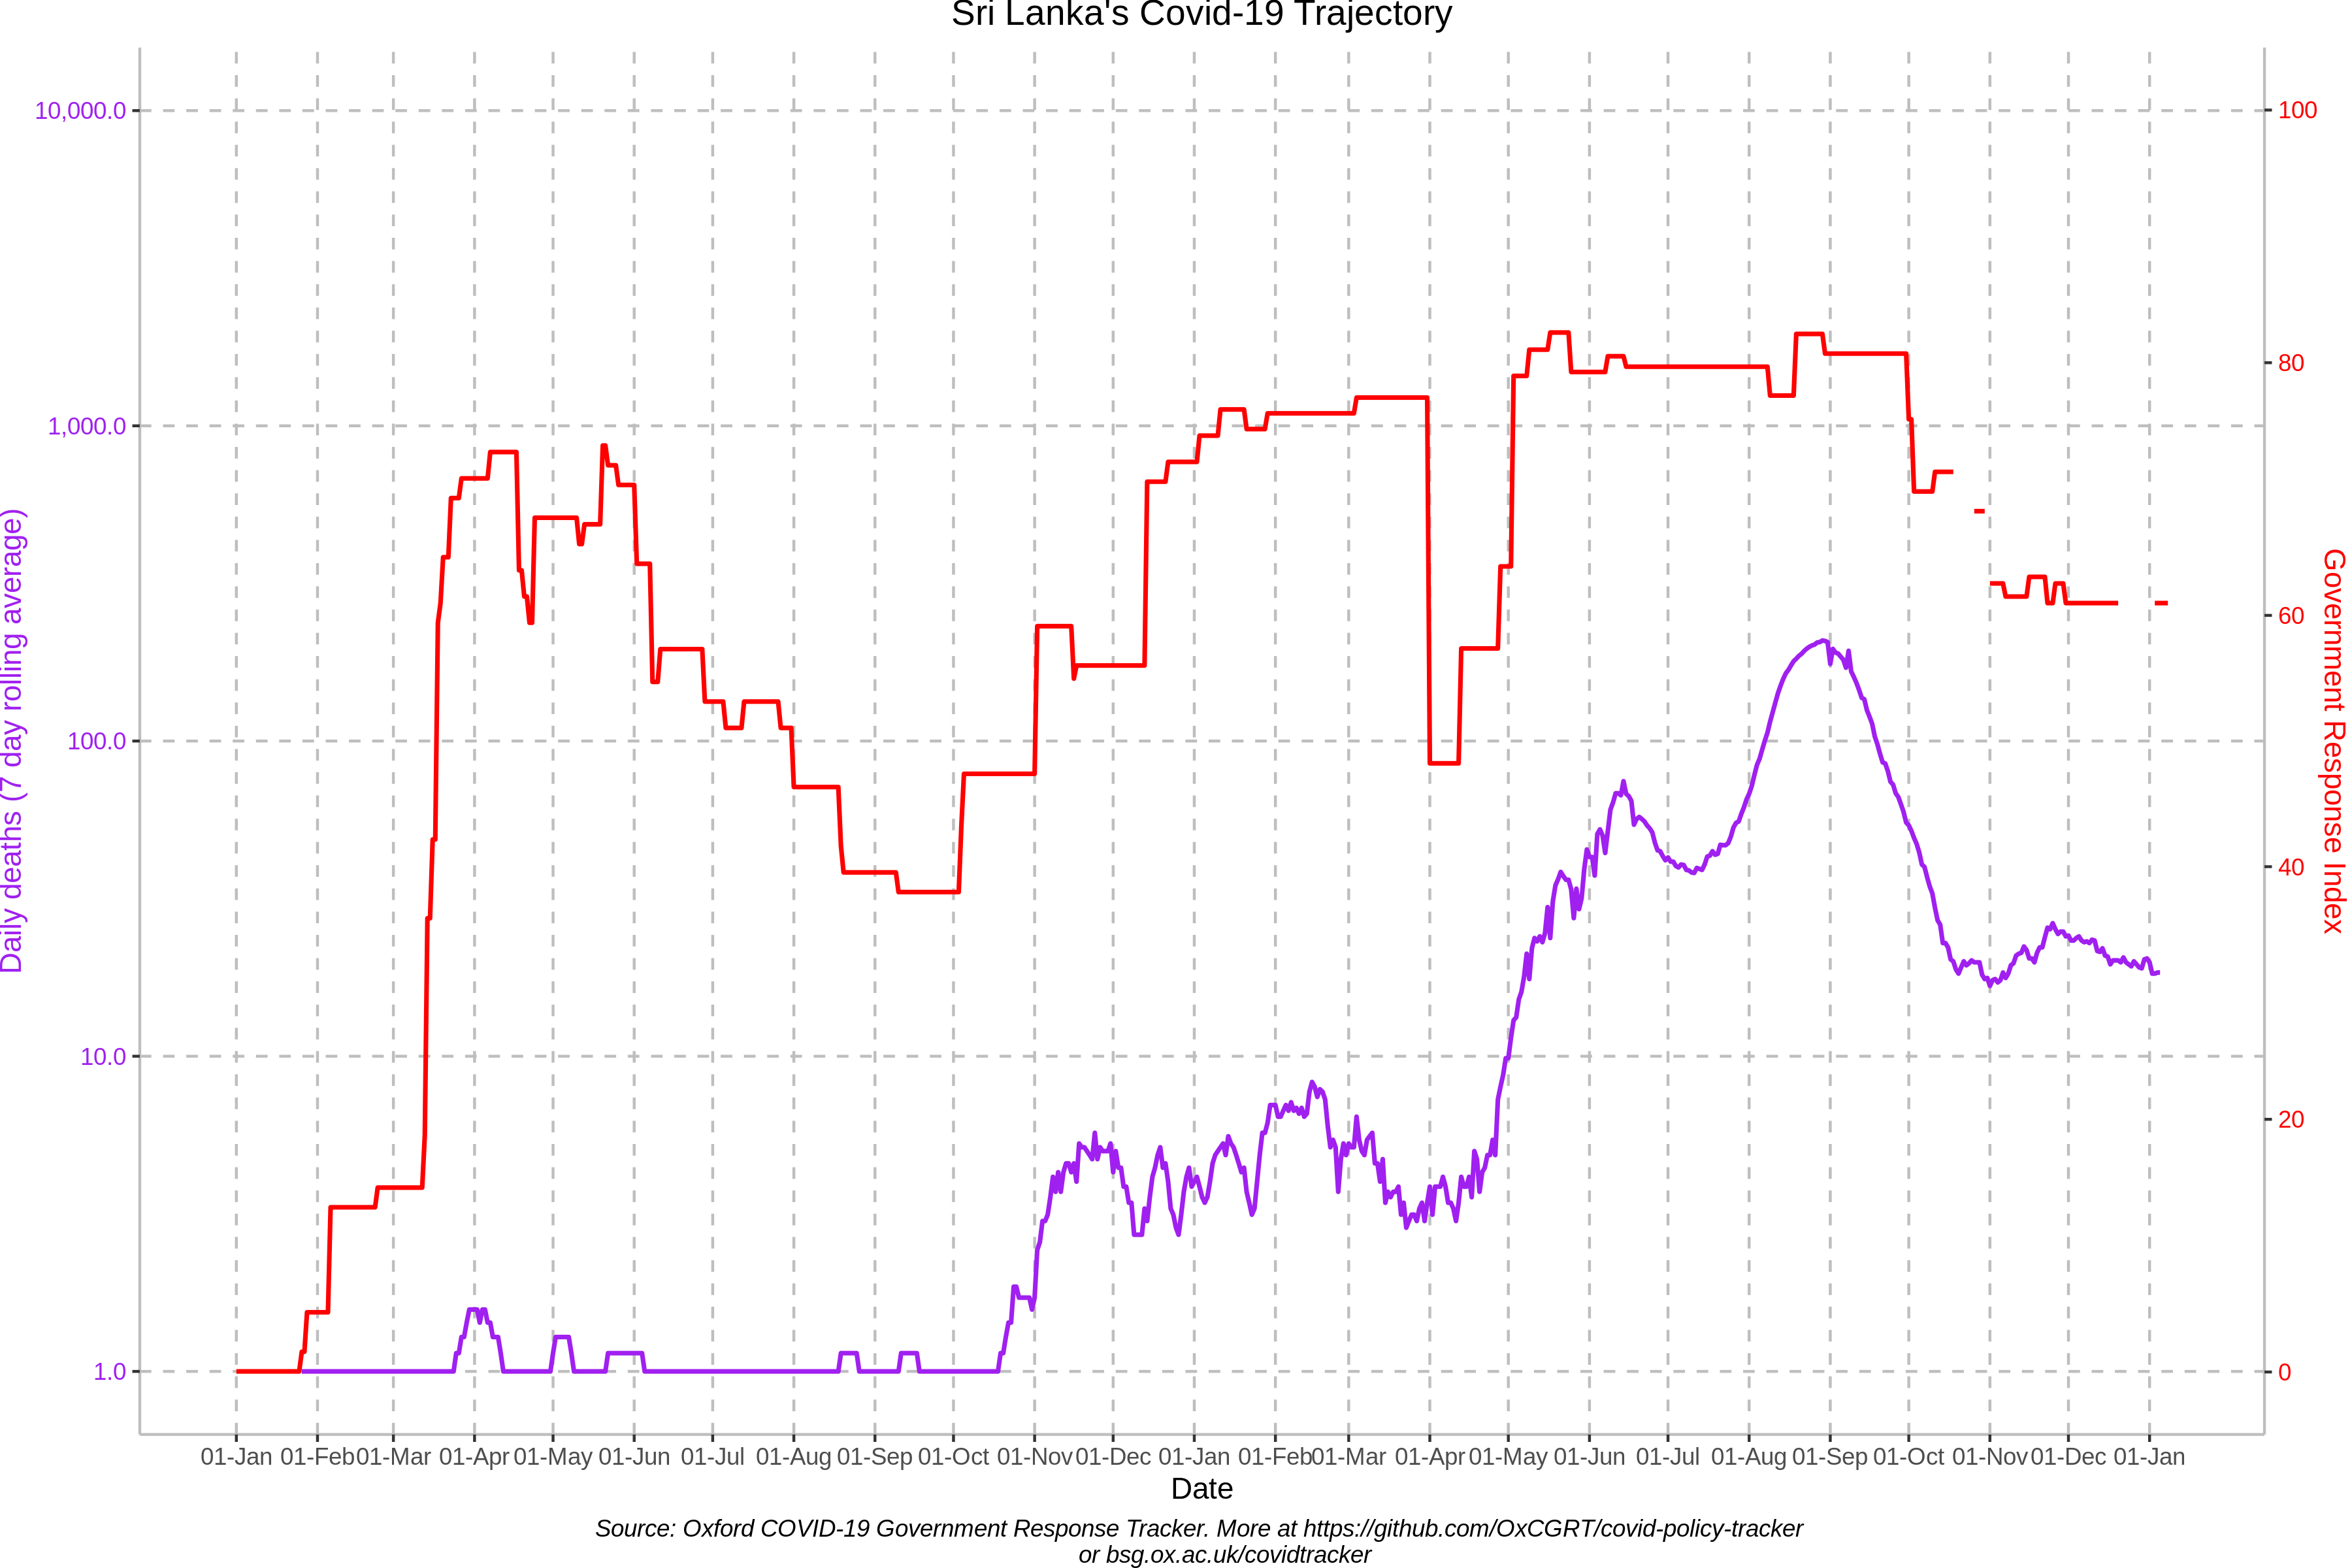 Sri Lanka's Covid-19 Trajectory
10,000.0
1,000.0
100.0
10.0
1.0
Daily deaths (7 day rolling average)
100
80
60
40
20
0
Government Response Index
01-Jan 01-Feb 01-Mar 01-Apr 01-May 01-Jun 01-Jul 01-Aug 01-Sep 01-Oct 01-Nov 01-Dec 01-Jan 01-Feb 01-Mar 01-Apr 01-May 01-Jun 01-Jul 01-Aug 01-Sep 01-Oct 01-Nov 01-Dec 01-Jan
Date
Source: Oxford COVID-19 Government Response Tracker. More at https://github.com/OxCGRT/covid-policy-tracker
or bsg.ox.ac.uk/covidtracker